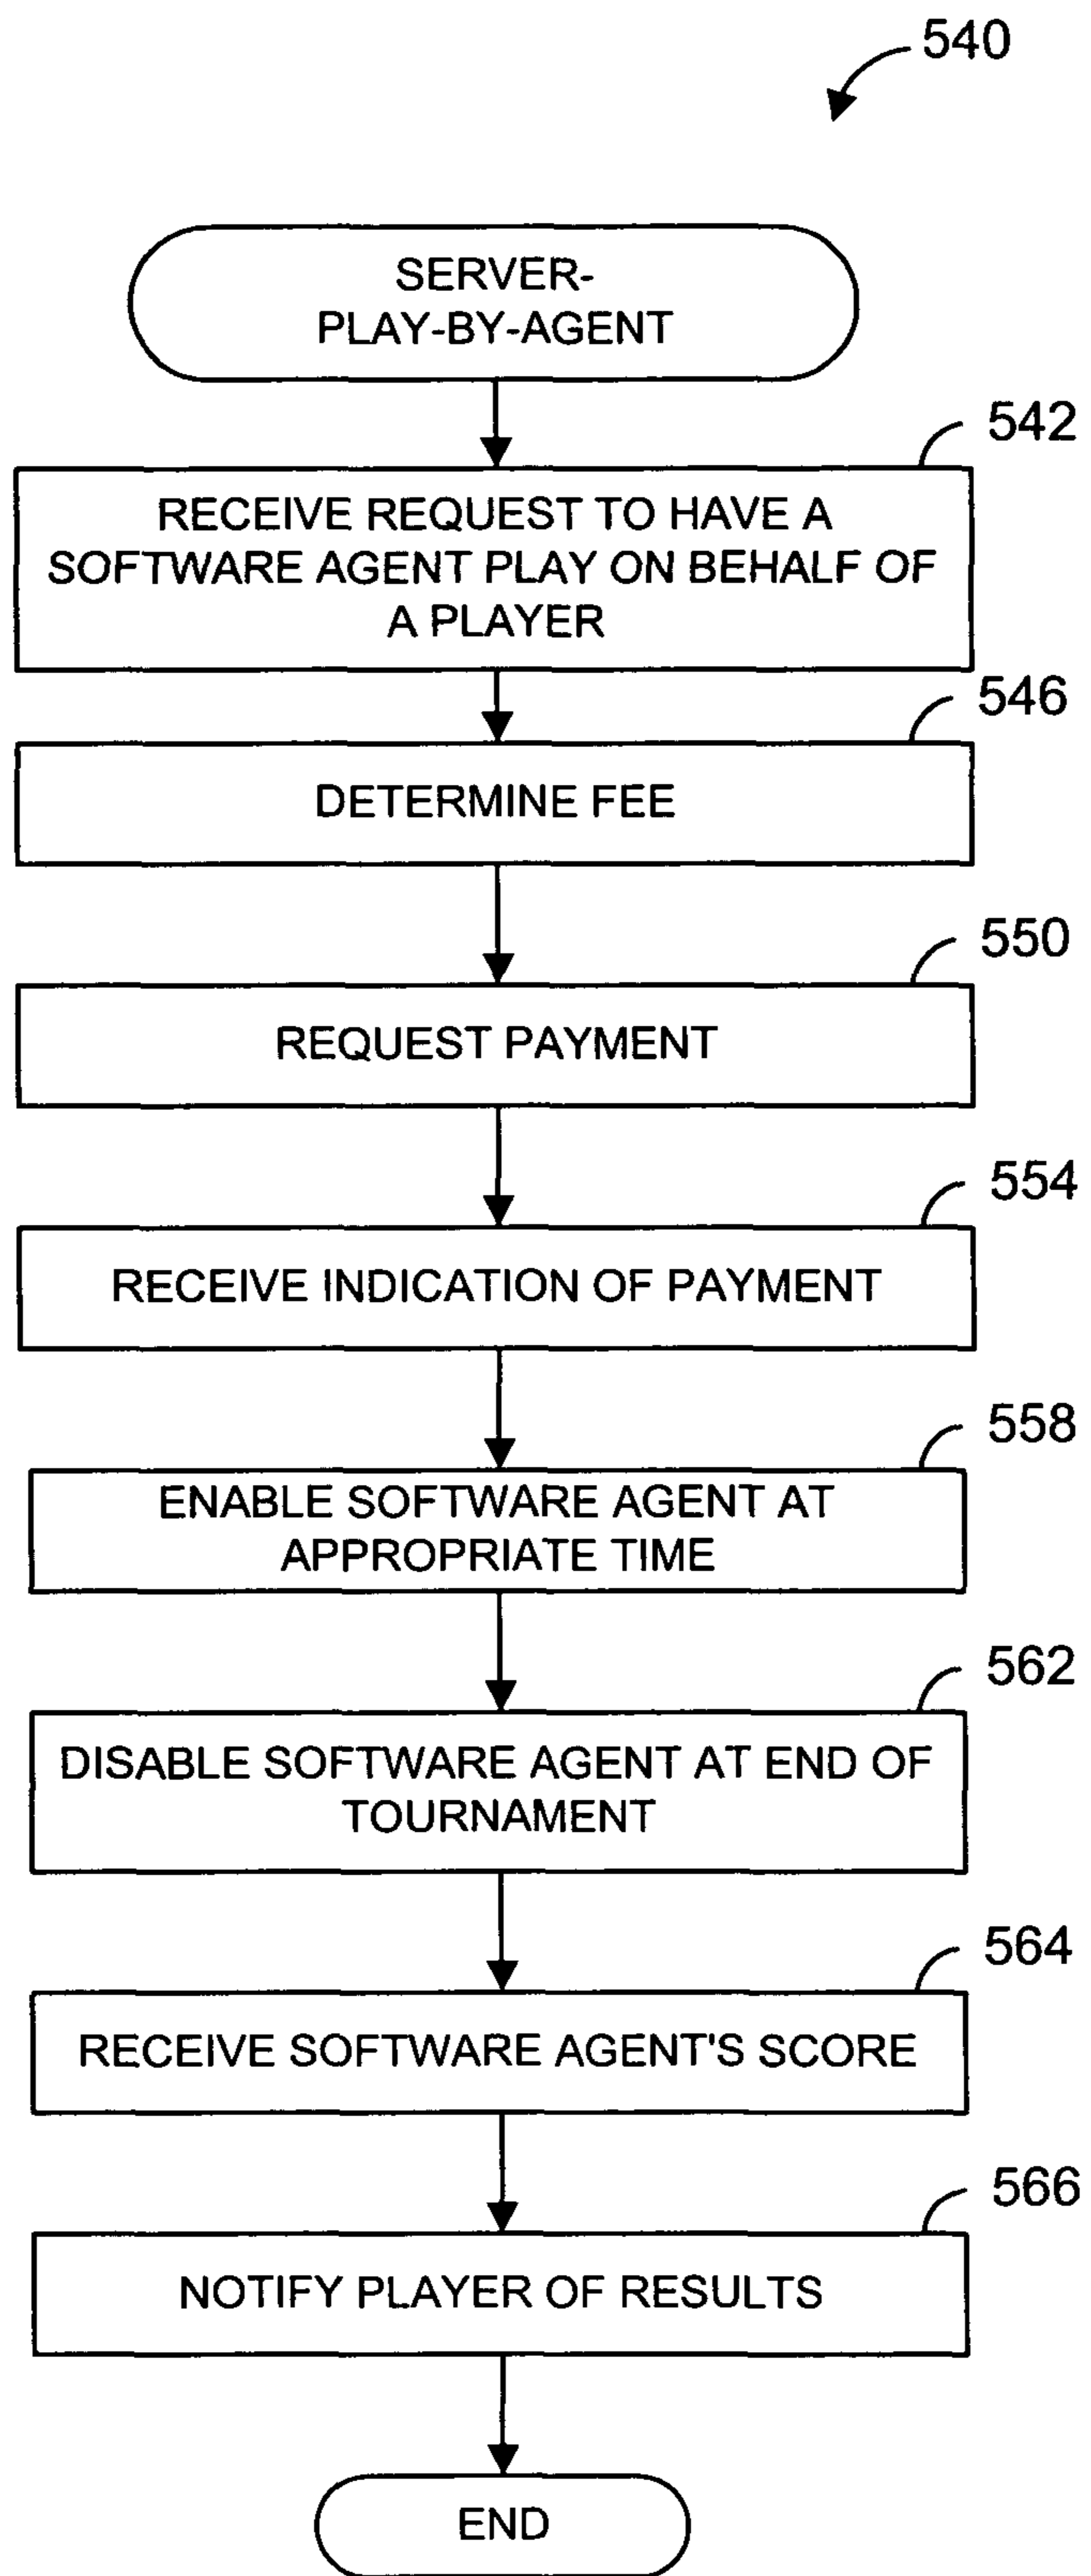 540
SERVER-
PLAY-BY-AGENT
542
RECEIVE REQUEST TO HAVE A
SOFTWARE AGENT PLAY ON BEHALF OF
A PLAYER
546
DETERMINE FEE
550
REQUEST PAYMENT
554
RECEIVE INDICATION OF PAYMENT
558
ENABLE SOFTWARE AGENT AT
APPROPRIATE TIME
562
DISABLE SOFTWARE AGENT AT END OF
TOURNAMENT
564
RECEIVE SOFTWARE AGENT'S SCORE
566
NOTIFY PLAYER OF RESULTS
END